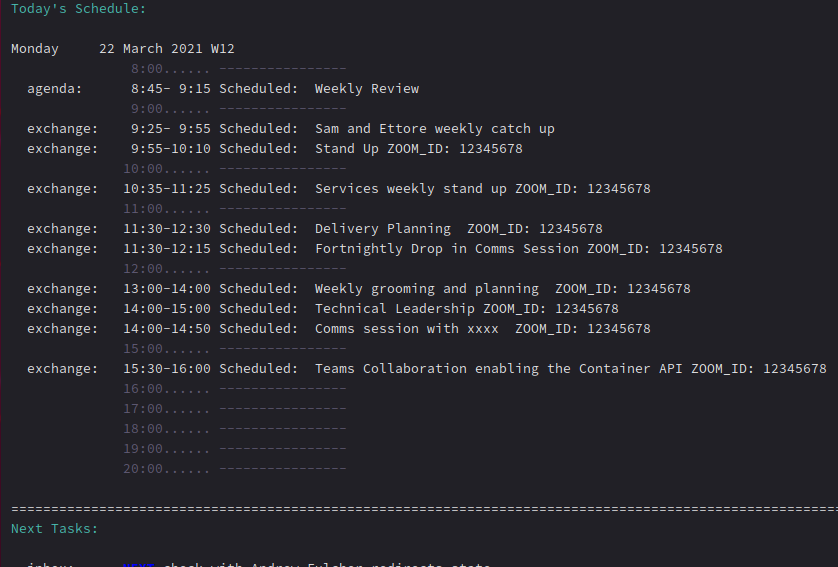 Today's Schedule:
Monday     22 March 2021 W12
8:00...... ----------------
agenda:      8:45- 9:15 Scheduled:  Weekly Review
9:00...... ----------------
exchange:    9:25- 9:55 Scheduled:  Sam and Ettore weekly catch up
exchange:    9:55-10:10 Scheduled:  Stand Up ZOOM_ID: 12345678
10:00...... ----------------
exchange:   10:35-11:25 Scheduled:  Services weekly stand up ZOOM_ID: 12345678
11:00...... ----------------
exchange:   11:30-12:30 Scheduled:  Delivery Planning  ZOOM_ID: 12345678
exchange:   11:30-12:15 Scheduled:  Fortnightly Drop in Comms Session ZOOM_ID: 12345678
12:00...... ----------------
exchange:   13:00-14:00 Scheduled:  Weekly grooming and planning  ZOOM_ID: 12345678
exchange:   14:00-15:00 Scheduled:  Technical Leadership ZOOM_ID: 12345678
exchange:   14:00-14:50 Scheduled:  Comms session with xxxx  ZOOM_ID: 12345678
15:00...... ----------------
exchange:   15:30-16:00 Scheduled:  Teams Collaboration enabling the Container API ZOOM_ID: 12345678
16:00...... ----------------
17:00...... ----------------
18:00...... ----------------
19:00...... ----------------
20:00...... ----------------
Next Tasks:
inbox:      NEXT check with Andrew